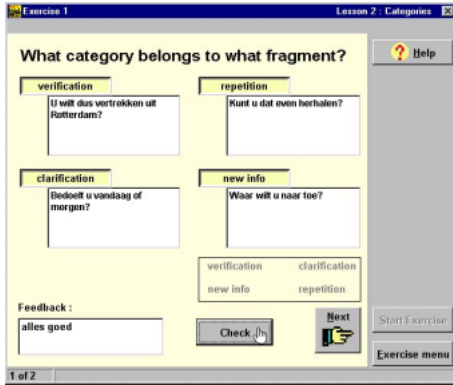 Exercise 1
Lesson 2 : Categories
What category belongs to what fragment?
Help
verification
U wilt dus vertrekken uit
Rotterdam?
repetition
Kunt u dat even herhalen?
clarification
Bedoelt u vandaag of
morgen?
new info
Waar wilt u naar toe?
verification clarification
new info repetition
Feedback :
alles goed
Check
Next
Start Exercise
Exercise menu
1 of 2